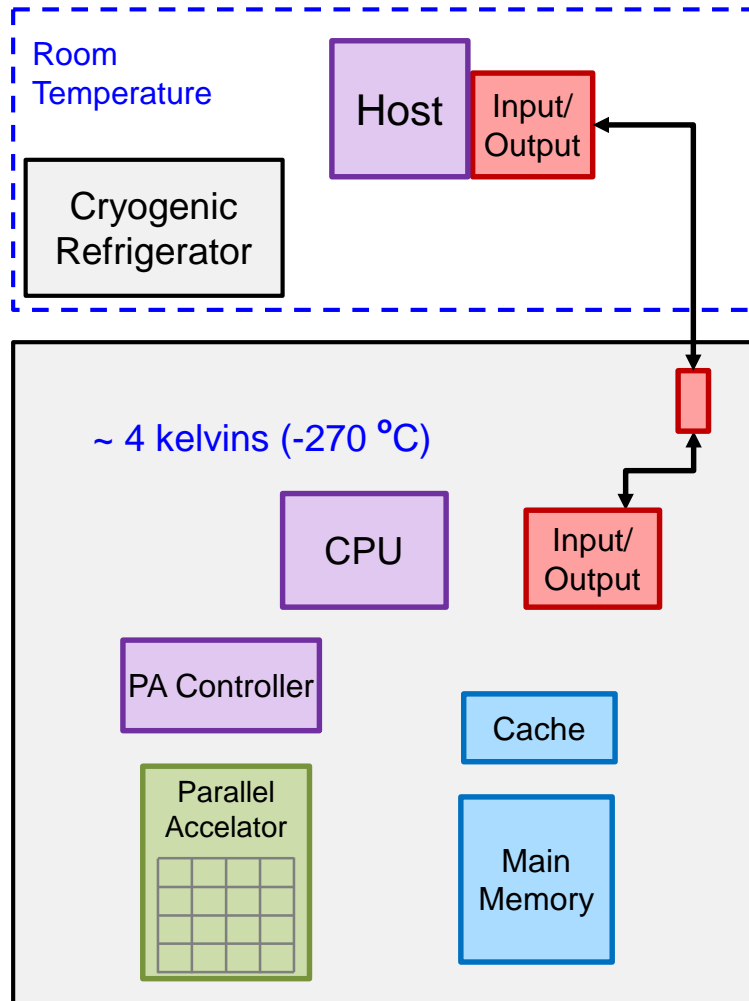 Room
Temperature
Host
Input/
Output
Cryogenic
Refrigerator
~ 4 kelvins (-270 °C)
CPU
Input/
Output
PA Controller
Cache
Parallel
Accelator
Main
Memory